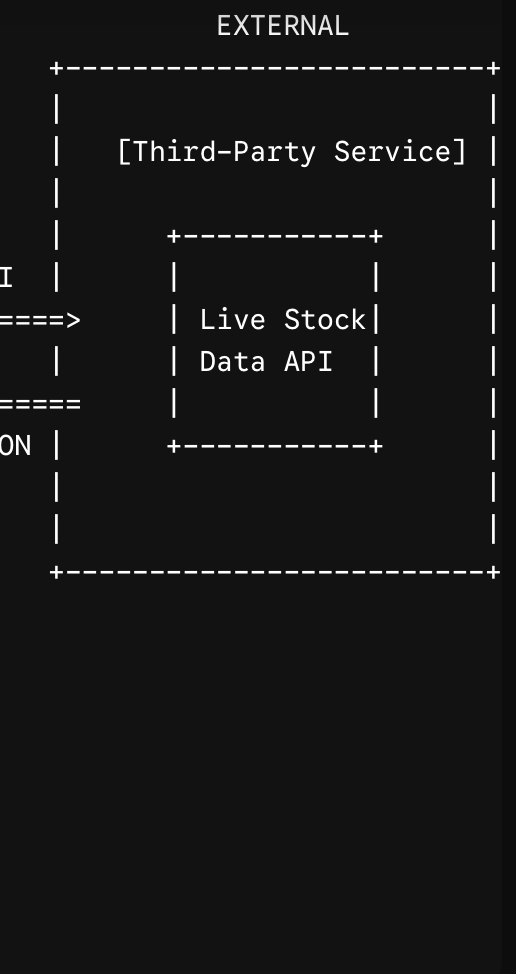 EXTERNAL
+-------------------------+
|                         |
|   [Third-Party Service] |
|                         |
|      +-----------+      |
I  |      |           |      |
====>     | Live Stock|      |
|      | Data API  |      |
=====     |           |      |
ON |      +-----------+      |
|                         |
|                         |
+-------------------------+